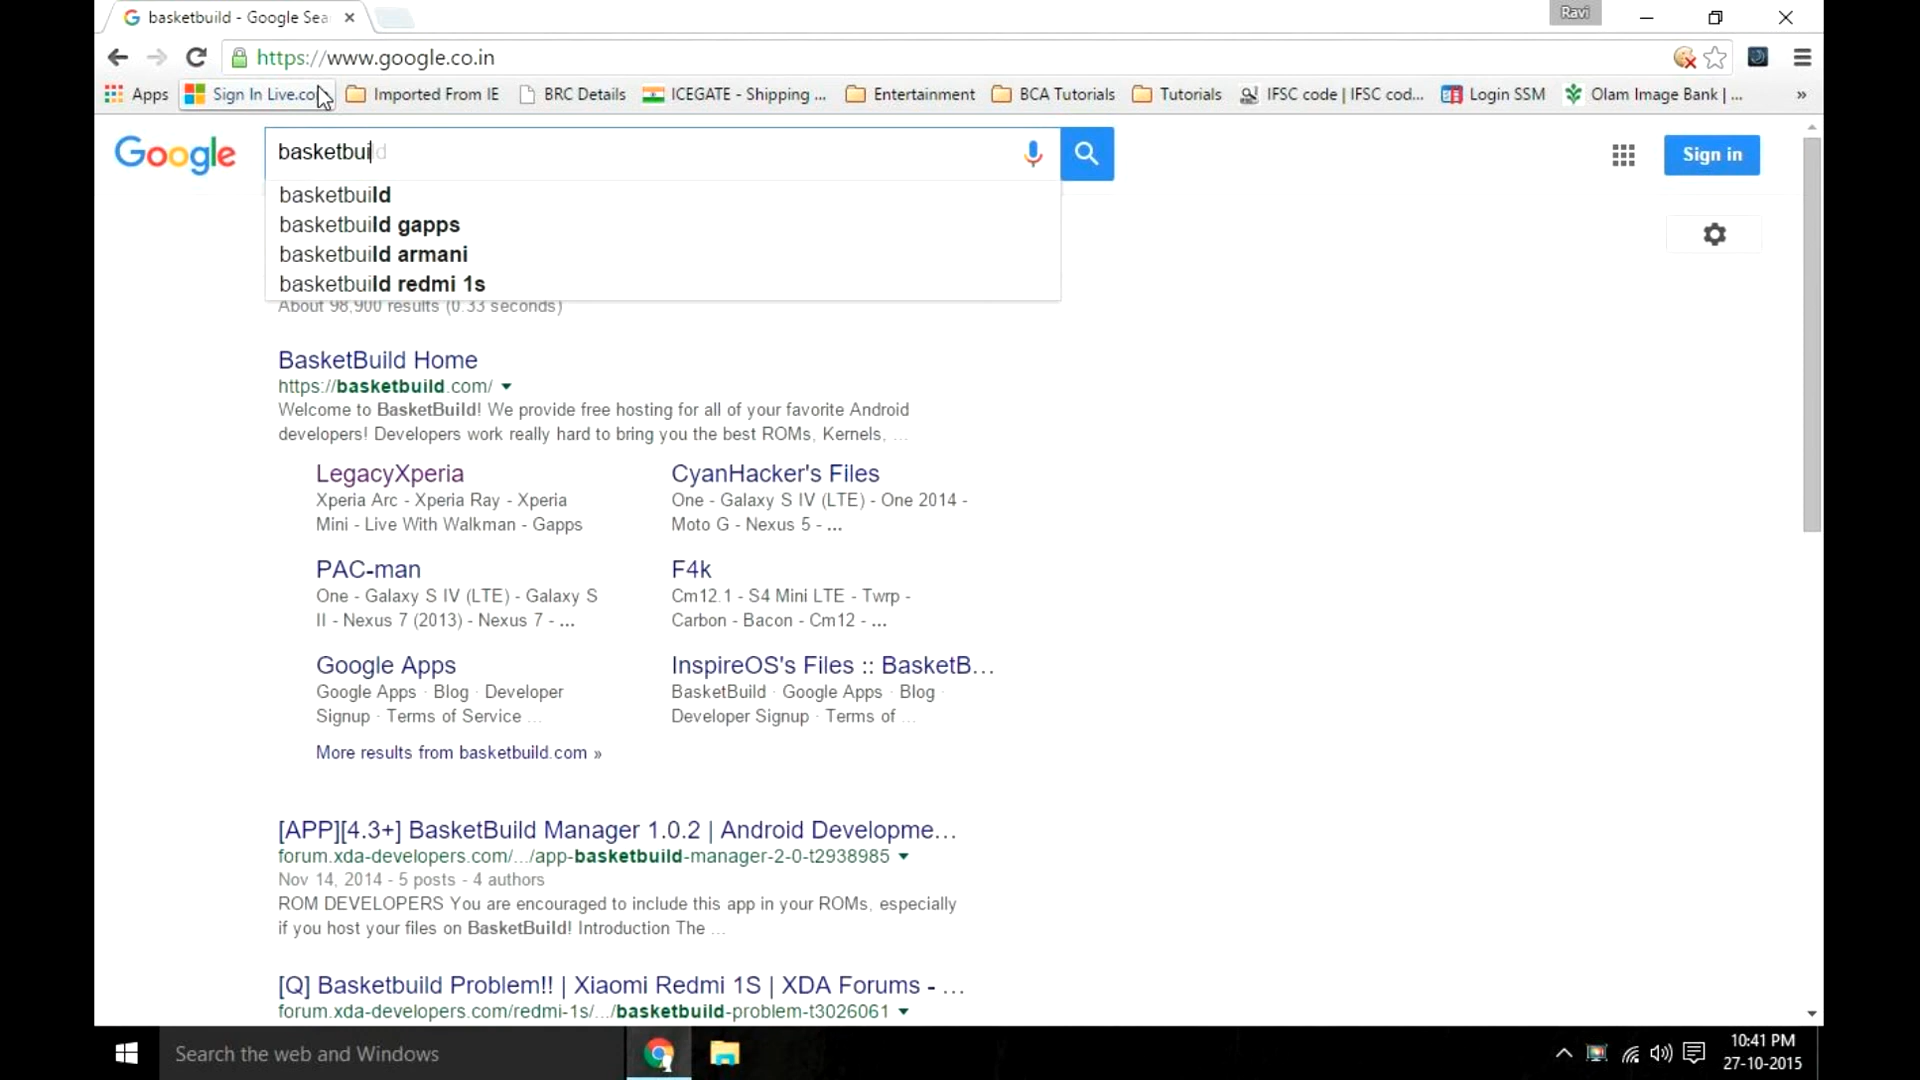 basketbuild - Google Sea
Ravi
https://www.google.co.in
Apps
Sign In Live.co
Imported From IE
BRC Details
ICEGATE - Shipping ...
Entertainment
BCA Tutorials
Tutorials
IFSC code | IFSC cod...
Login SSM
Olam Image Bank | ...
»
Google
basketbuild
Sign in
basketbuild
basketbuild gapps
basketbuild armani
basketbuild redmi 1s
About 98,900 results (0.33 seconds)
BasketBuild Home
https://basketbuild.com/
Welcome to BasketBuild! We provide free hosting for all of your favorite Android
developers! Developers work really hard to bring you the best ROMs, Kernels, ...
LegacyXperia
Xperia Arc - Xperia Ray - Xperia
Mini - Live With Walkman - Gapps
CyanHacker's Files
One - Galaxy S IV (LTE) - One 2014 -
Moto G - Nexus 5 - ...
PAC-man
One - Galaxy S IV (LTE) - Galaxy S
II - Nexus 7 (2013) - Nexus 7 - ...
F4k
Cm12.1 - S4 Mini LTE - Twrp -
Carbon - Bacon - Cm12 - ...
Google Apps
Google Apps · Blog · Developer
Signup · Terms of Service ...
InspireOS's Files :: BasketB...
BasketBuild · Google Apps · Blog ·
Developer Signup · Terms of ...
More results from basketbuild.com »
[APP][4.3+] BasketBuild Manager 1.0.2 | Android Developme...
forum.xda-developers.com/.../app-basketbuild-manager-2-0-t2938985
Nov 14, 2014 - 5 posts - 4 authors
ROM DEVELOPERS You are encouraged to include this app in your ROMs, especially
if you host your files on BasketBuild! Introduction The ...
[Q] Basketbuild Problem!! | Xiaomi Redmi 1S | XDA Forums - ...
forum.xda-developers.com/redmi-1s/.../basketbuild-problem-t3026061
Search the web and Windows
10:41 PM
27-10-2015